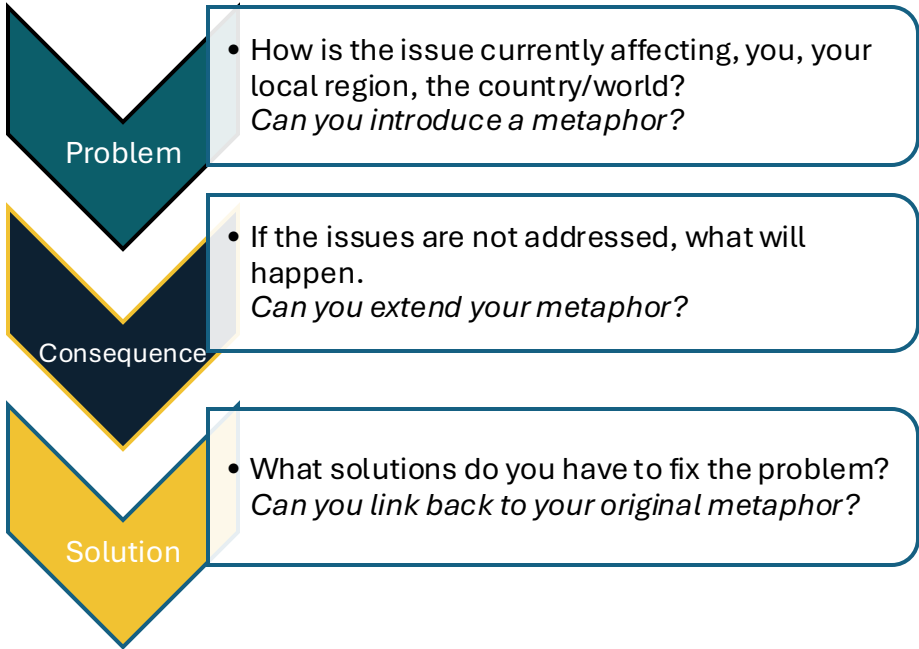 Problem
• How is the issue currently affecting, you, your
local region, the country/world?
Can you introduce a metaphor?
Consequence
• If the issues are not addressed, what will
happen.
Can you extend your metaphor?
Solution
• What solutions do you have to fix the problem?
Can you link back to your original metaphor?